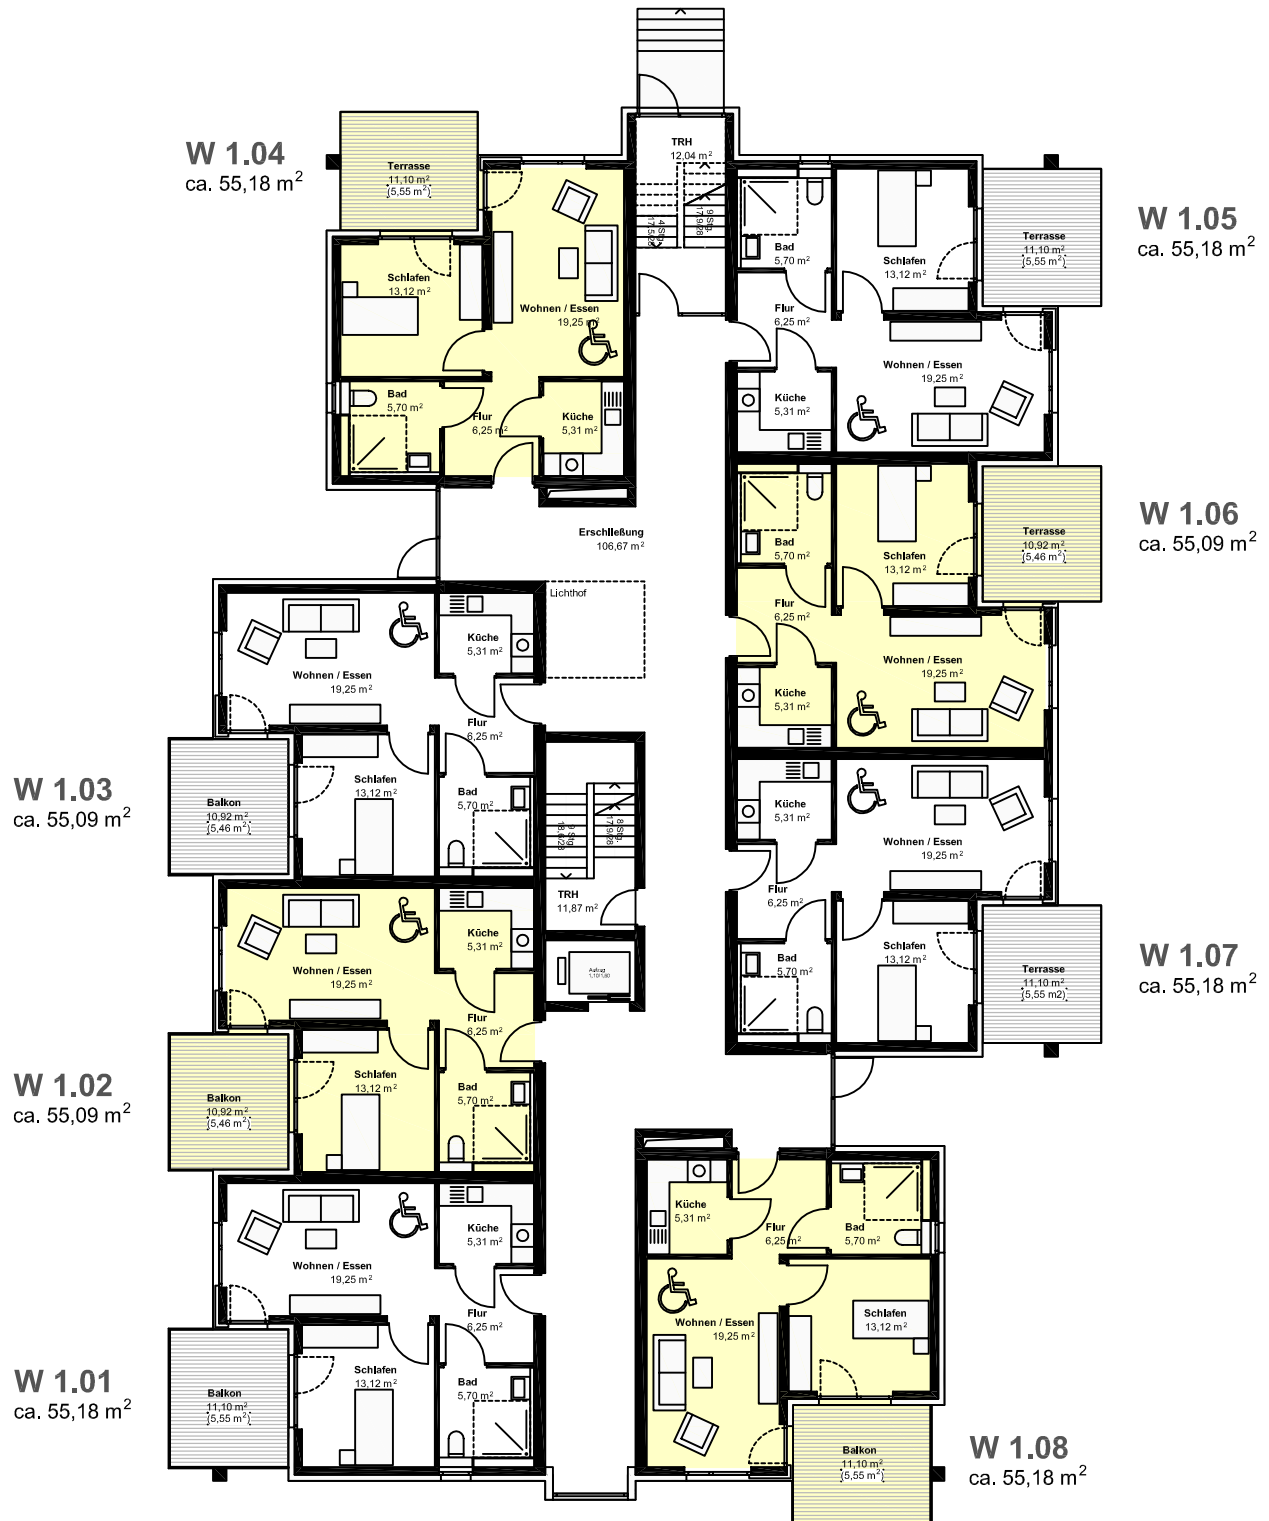 W 1.04
ca. 55,18 m²
Terrasse
11,10 m²
(5,55 m²)
Schlafen
13,12 m²
Wohnen / Essen
19,25 m²
Bad
5,70 m²
Flur
6,25 m²
Küche
5,31 m²
TRH
12,04 m²
9 Stg.
17,9/28
4 Stg.
W 1.05
ca. 55,18 m²
Terrasse
11,10 m²
(5,55 m²)
Bad
5,70 m²
Schlafen
13,12 m²
Flur
6,25 m²
Wohnen / Essen
19,25 m²
Küche
5,31 m²
W 1.06
ca. 55,09 m²
Terrasse
10,92 m²
(5,46 m²)
Bad
5,70 m²
Schlafen
13,12 m²
Flur
6,25 m²
Wohnen / Essen
19,25 m²
Küche
5,31 m²
Erschließung
106,67 m²
Lichthof
W 1.03
ca. 55,09 m²
Wohnen / Essen
19,25 m²
Küche
5,31 m²
Flur
6,25 m²
Schlafen
13,12 m²
Bad
5,70 m²
Balkon
10,92 m²
(5,46 m²)
8 Stg.
17,9/28
9 Stg.
TRH
11,87 m²
W 1.07
ca. 55,18 m²
Küche
5,31 m²
Wohnen / Essen
19,25 m²
Flur
6,25 m²
Bad
5,70 m²
Schlafen
13,12 m²
Terrasse
11,10 m²
(5,55 m2)
W 1.02
ca. 55,09 m²
Wohnen / Essen
19,25 m²
Küche
5,31 m²
Flur
6,25 m²
Schlafen
13,12 m²
Bad
5,70 m²
Balkon
10,92 m²
(5,46 m²)
W 1.01
ca. 55,18 m²
Wohnen / Essen
19,25 m²
Küche
5,31 m²
Flur
6,25 m²
Schlafen
13,12 m²
Bad
5,70 m²
Balkon
11,10 m²
(5,55 m²)
W 1.08
ca. 55,18 m²
Küche
5,31 m²
Flur
6,25 m²
Bad
5,70 m²
Wohnen / Essen
19,25 m²
Schlafen
13,12 m²
Balkon
11,10 m²
(5,55 m²)